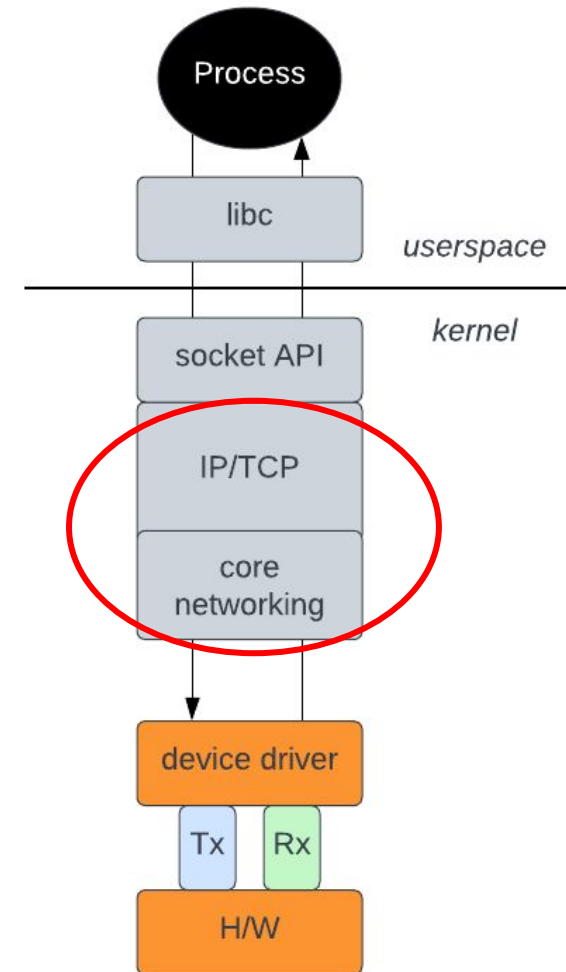 Process
libc
userspace
kernel
socket API
IP/TCP
core
networking
device driver
Tx
Rx
H/W